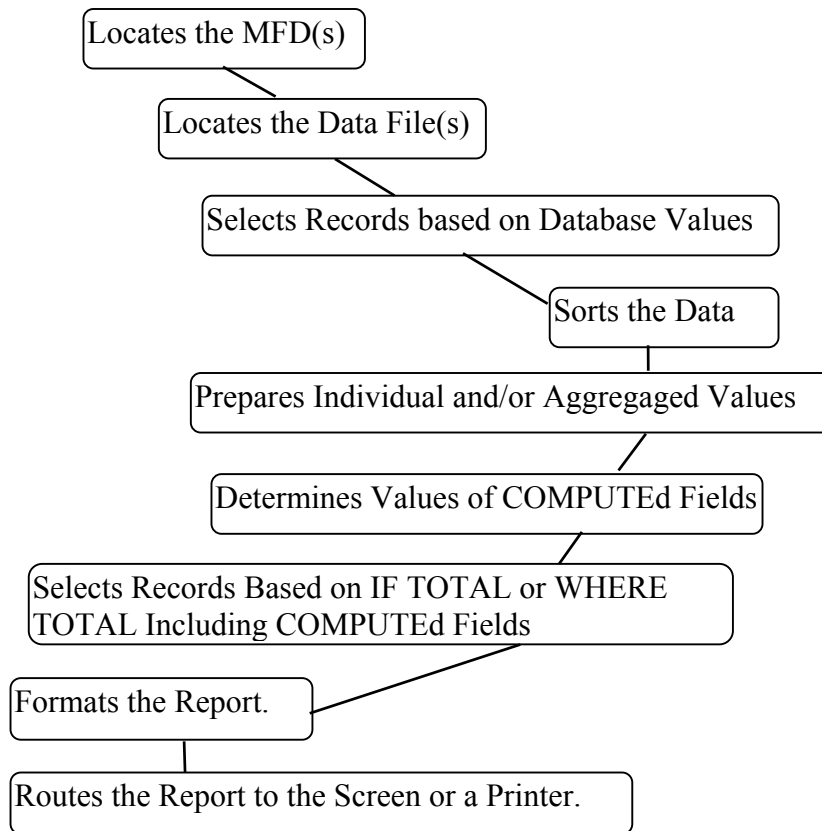 Locates the MFD(s)
Locates the Data File(s)
Selects Records based on Database Values
Sorts the Data
Prepares Individual and/or Aggregaged Values
Determines Values of COMPUTEd Fields
Selects Records Based on IF TOTAL or WHERE
TOTAL Including COMPUTEd Fields
Formats the Report.
Routes the Report to the Screen or a Printer.